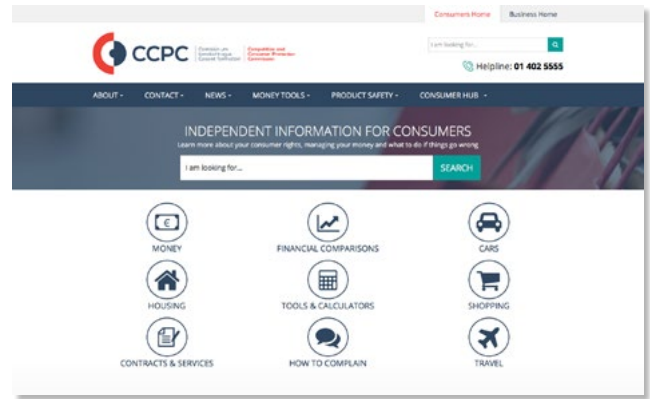 Consumers Home Business Home
CCPC
Competition and
Consumer Protection
Commission
I am looking for...
Helpline: 01 402 5555
ABOUT CONTACT NEWS MONEY TOOLS PRODUCT SAFETY CONSUMER HUB
INDEPENDENT INFORMATION FOR CONSUMERS
Learn more about your consumer rights, managing your money and what to do if things go wrong
I am looking for... SEARCH
€
MONEY FINANCIAL COMPARISONS CARS
HOUSING TOOLS & CALCULATORS SHOPPING
CONTRACTS & SERVICES HOW TO COMPLAIN TRAVEL